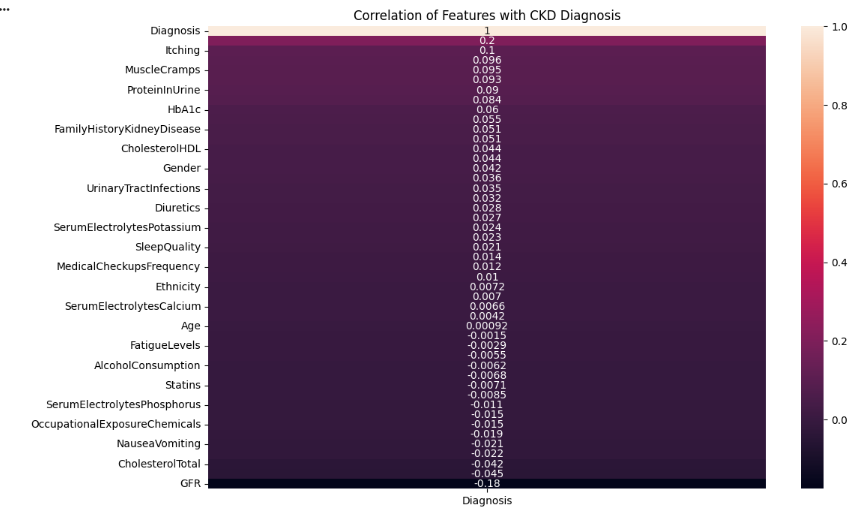 ...
Correlation of Features with CKD Diagnosis
Diagnosis
1
0.2
Itching
0.1
0.096
MuscleCramps
0.095
0.093
ProteinInUrine
0.09
0.084
HbA1c
0.06
0.055
FamilyHistoryKidneyDisease
0.051
0.051
CholesterolHDL
0.044
0.044
Gender
0.042
0.036
UrinaryTractInfections
0.035
0.032
Diuretics
0.028
0.027
SerumElectrolytesPotassium
0.024
0.023
SleepQuality
0.021
0.014
MedicalCheckupsFrequency
0.012
0.01
Ethnicity
0.0072
0.007
SerumElectrolytesCalcium
0.0066
0.0042
Age
0.00092
-0.0015
FatigueLevels
-0.0029
-0.0055
AlcoholConsumption
-0.0062
-0.0068
Statins
-0.0071
-0.0085
SerumElectrolytesPhosphorus
-0.011
-0.015
OccupationalExposureChemicals
-0.015
-0.019
NauseaVomiting
-0.021
-0.022
CholesterolTotal
-0.042
-0.045
GFR
-0.18
Diagnosis
1.0
0.8
0.6
0.4
0.2
0.0